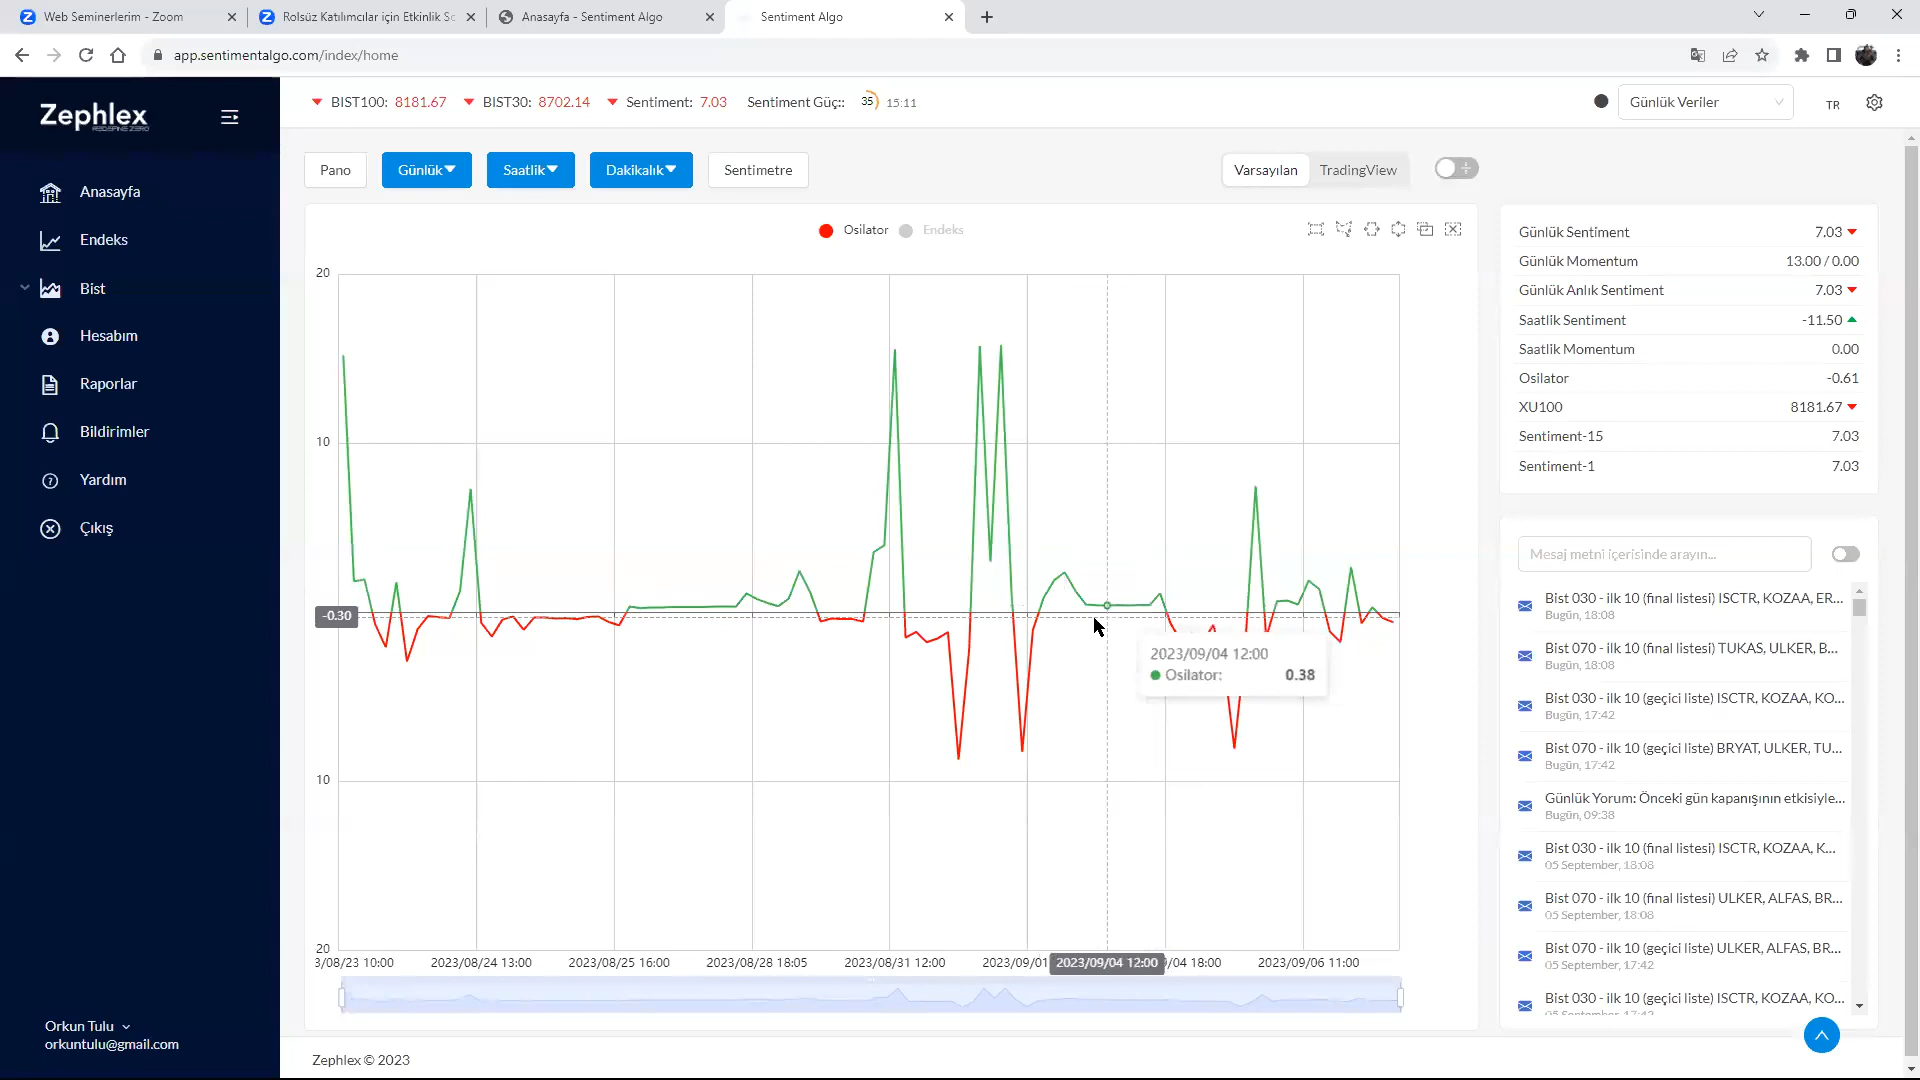 Web Seminerlerim - Zoom
Rolsüz Katılımcılar için Etkinlik Sc
Anasayfa - Sentiment Algo
Sentiment Algo
app.sentimentalgo.com/index/home
Zephlex
BIST100: 8181.67 BIST30: 8702.14 Sentiment: 7.03 Sentiment Güç:: 35 15:11
Günlük Veriler
TR
Anasayfa
Endeks
Bist
Hesabım
Raporlar
Bildirimler
Yardım
Çıkış
Orkun Tulu
orkuntulu@gmail.com
Pano
Günlük
Saatlik
Dakikalık
Sentimetre
Varsayılan
TradingView
Osilator
Endeks
20
10
-0.30
10
20
2023/09/04 12:00
Osilator: 0.38
3/08/23 10:00
2023/08/24 13:00
2023/08/25 16:00
2023/08/28 18:05
2023/08/31 12:00
2023/09/01
2023/09/04 12:00
/04 18:00
2023/09/06 11:00
Günlük Sentiment 7.03
Günlük Momentum 13.00 / 0.00
Günlük Anlık Sentiment 7.03
Saatlik Sentiment -11.50
Saatlik Momentum 0.00
Osilator -0.61
XU100 8181.67
Sentiment-15 7.03
Sentiment-1 7.03
Mesaj metni içerisinde arayın...
Bist 030 - ilk 10 (final listesi) ISCTR, KOZAA, ER...
Bugün, 18:08
Bist 070 - ilk 10 (final listesi) TUKAS, ULKER, B...
Bugün, 18:08
Bist 030 - ilk 10 (geçici liste) ISCTR, KOZAA, KO...
Bugün, 17:42
Bist 070 - ilk 10 (geçici liste) BRYAT, ULKER, TU...
Bugün, 17:42
Günlük Yorum: Önceki gün kapanışının etkisiyle...
Bugün, 09:38
Bist 030 - ilk 10 (final listesi) ISCTR, KOZAA, K...
05 September, 18:08
Bist 070 - ilk 10 (final listesi) ULKER, ALFAS, BR...
05 September, 18:08
Bist 070 - ilk 10 (geçici liste) ULKER, ALFAS, BR...
05 September, 17:42
Bist 030 - ilk 10 (geçici liste) ISCTR, KOZAA, KO...
05 September, 17:42
Zephlex © 2023